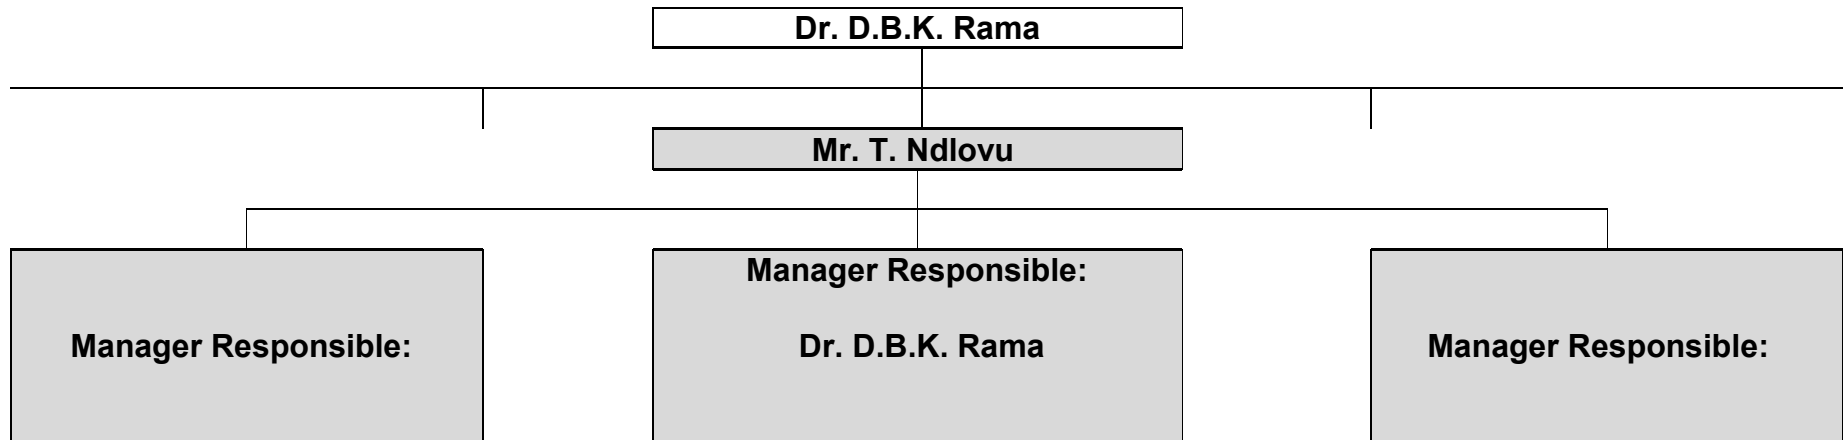 Dr. D.B.K. Rama
Mr. T. Ndlovu
Manager Responsible:
Manager Responsible:
Dr. D.B.K. Rama
Manager Responsible: